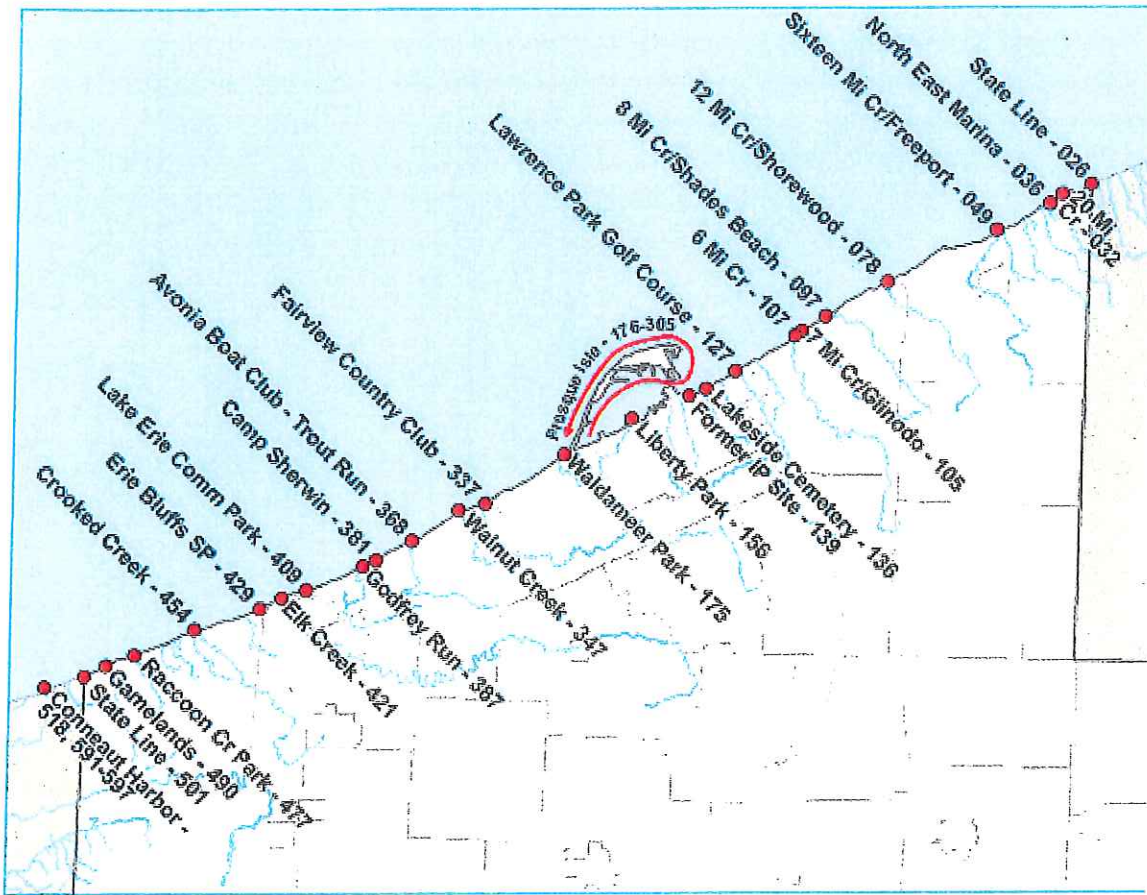 State Line - 026
20 Mi
Cr - 032
North East Marina - 036
Sixteen Mi Cr/Freeport - 049
12 Mi Cr/Shorewood - 078
8 Mi Cr/Shades Beach - 097
7 Mi Cr/Glinodo - 105
6 Mi Cr - 107
Lawrence Park Golf Course - 127
Lakeside Cemetery - 136
Former IP Site - 139
Liberty Park - 156
Waldameer Park - 175
Presque Isle - 176-305
Fairview Country Club - 337
Walnut Creek - 347
Avonia Boat Club - Trout Run - 368
Camp Sherwin - 381
Godfrey Run - 387
Lake Erie Comm Park - 409
Elk Creek - 421
Erie Bluffs SP - 429
Crooked Creek - 454
Raccoon Cr Park - 477
Gamelands - 490
State Line - 501
Conneaut Harbor -
518, 591-597